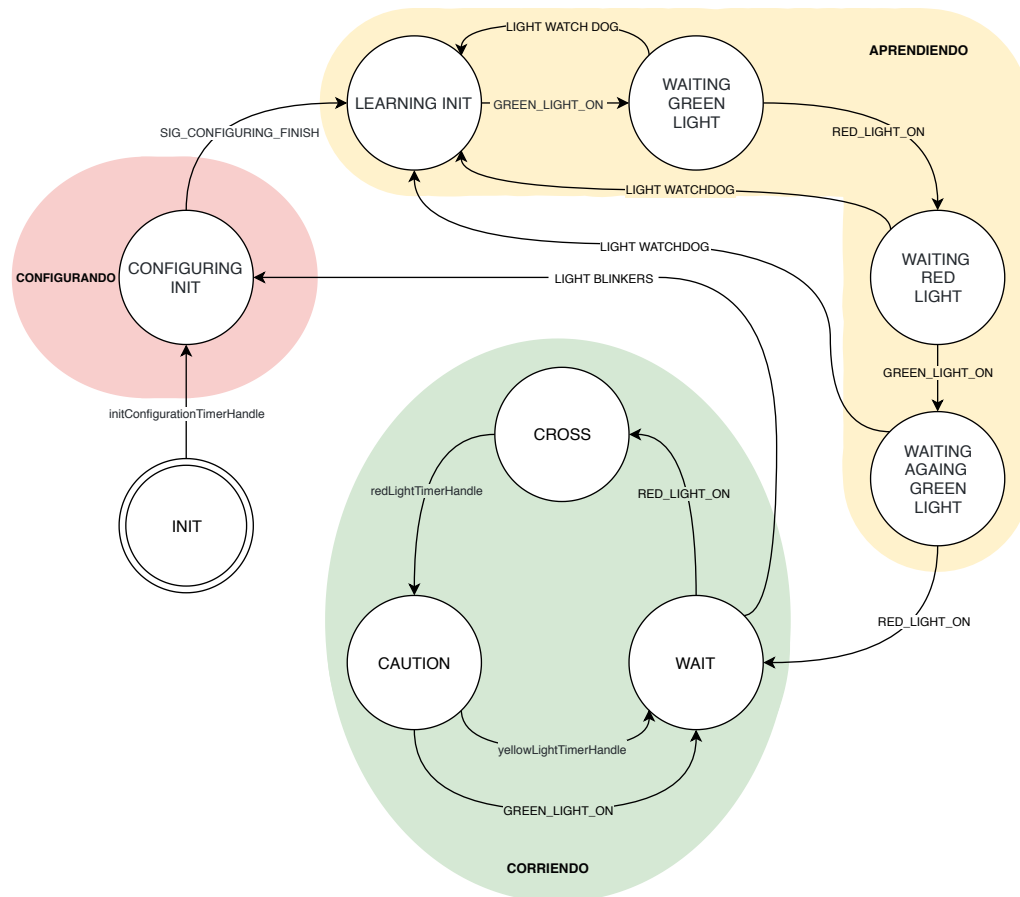 LIGHT WATCH DOG
APRENDIENDO
LEARNING INIT
GREEN_LIGHT_ON
WAITING
GREEN
LIGHT
RED_LIGHT_ON
SIG_CONFIGURING_FINISH
LIGHT WATCHDOG
LIGHT WATCHDOG
CONFIGURANDO
CONFIGURING
INIT
LIGHT BLINKERS
WAITING
RED
LIGHT
GREEN_LIGHT_ON
initConfigurationTimerHandle
CROSS
WAITING
AGAING
GREEN
LIGHT
redLightTimerHandle
RED_LIGHT_ON
INIT
RED_LIGHT_ON
CAUTION
WAIT
yellowLightTimerHandle
GREEN_LIGHT_ON
CORRIENDO